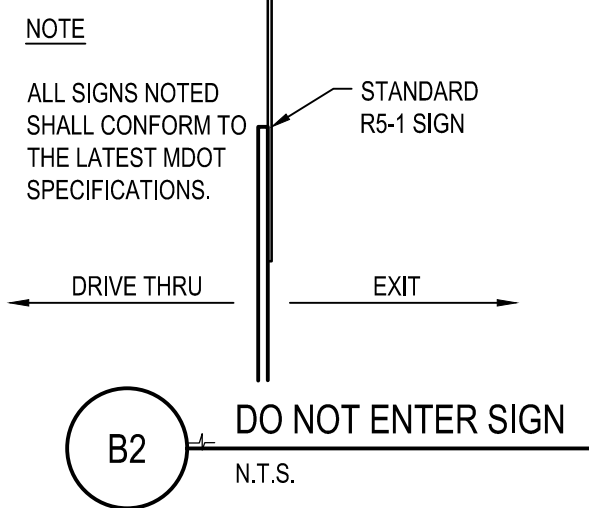 NOTE
ALL SIGNS NOTED
SHALL CONFORM TO
THE LATEST MDOT
SPECIFICATIONS.
STANDARD
R5-1 SIGN
DRIVE THRU
EXIT
B2
DO NOT ENTER SIGN
N.T.S.